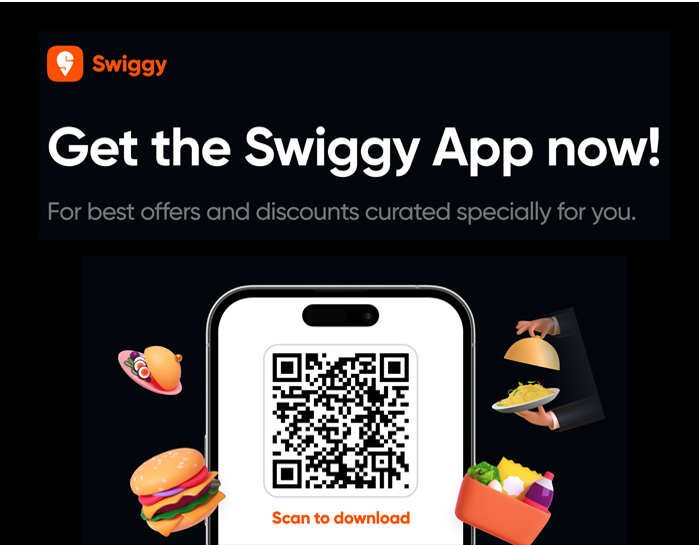 Swiggy
Get the Swiggy App now!
For best offers and discounts curated specially for you.
Scan to download